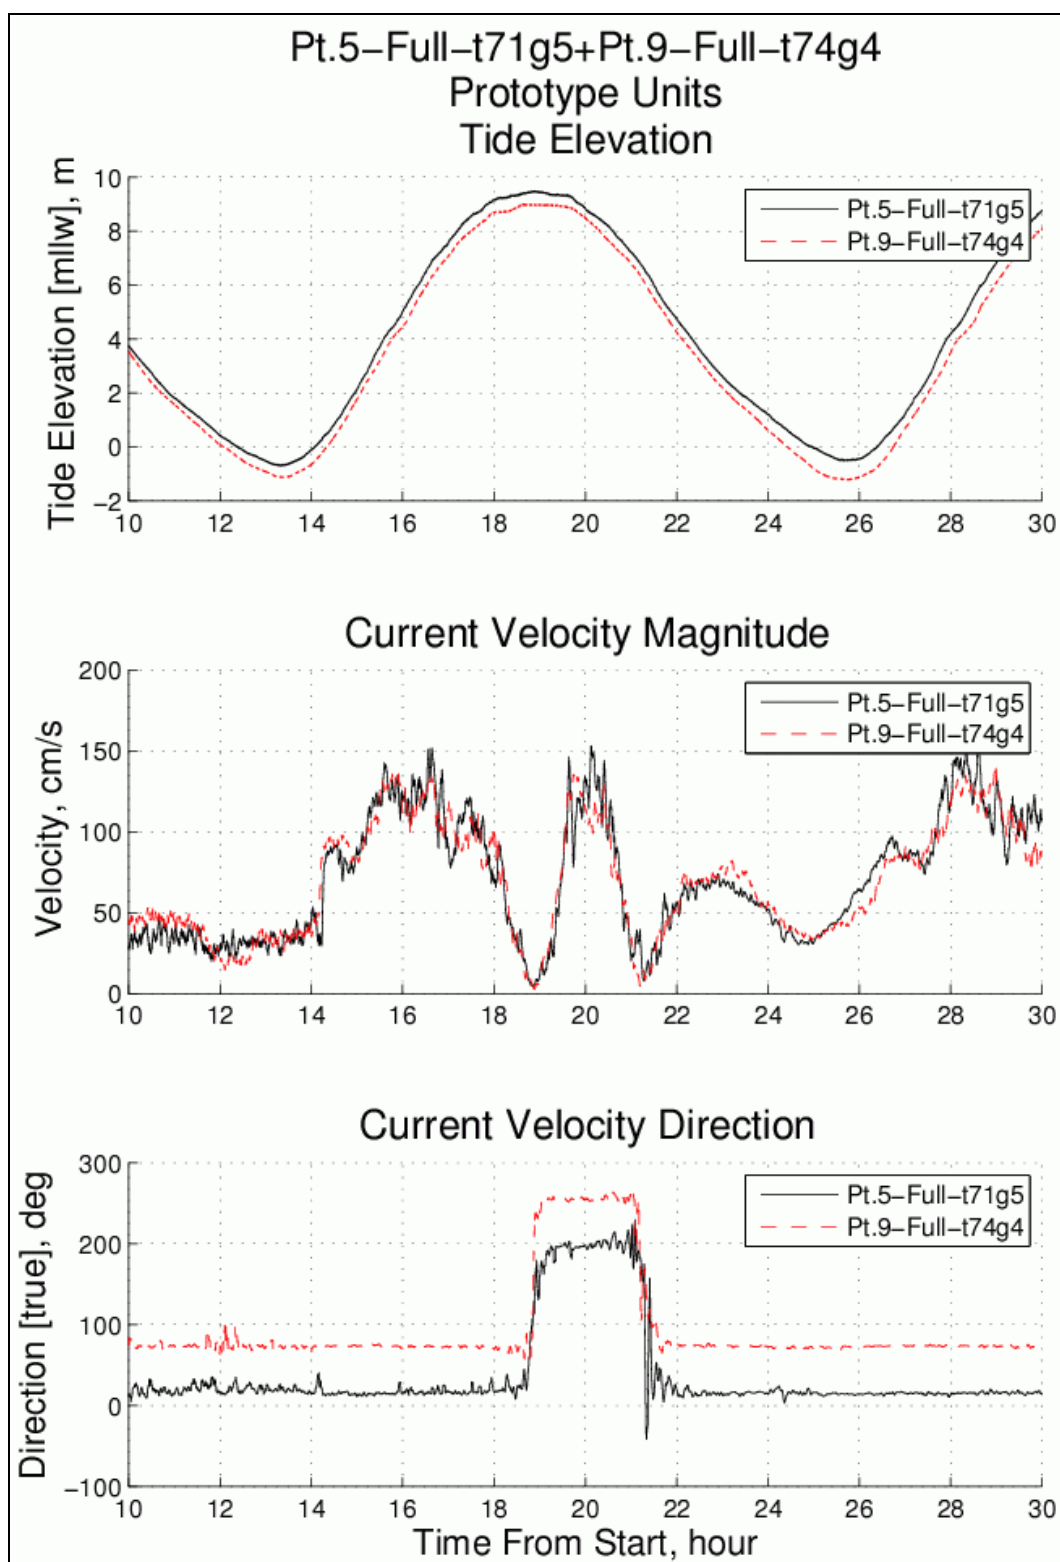 Pt.5−Full−t71g5+Pt.9−Full−t74g4
Prototype Units
Tide Elevation
Tide Elevation [mllw], m
10
8
6
4
2
0
−2
Pt.5−Full−t71g5
Pt.9−Full−t74g4
10 12 14 16 18 20 22 24 26 28 30
Current Velocity Magnitude
Velocity, cm/s
200
150
100
50
0
Pt.5−Full−t71g5
Pt.9−Full−t74g4
10 12 14 16 18 20 22 24 26 28 30
Current Velocity Direction
Direction [true], deg
300
200
100
0
−100
Pt.5−Full−t71g5
Pt.9−Full−t74g4
10 12 14 16 18 20 22 24 26 28 30
Time From Start, hour